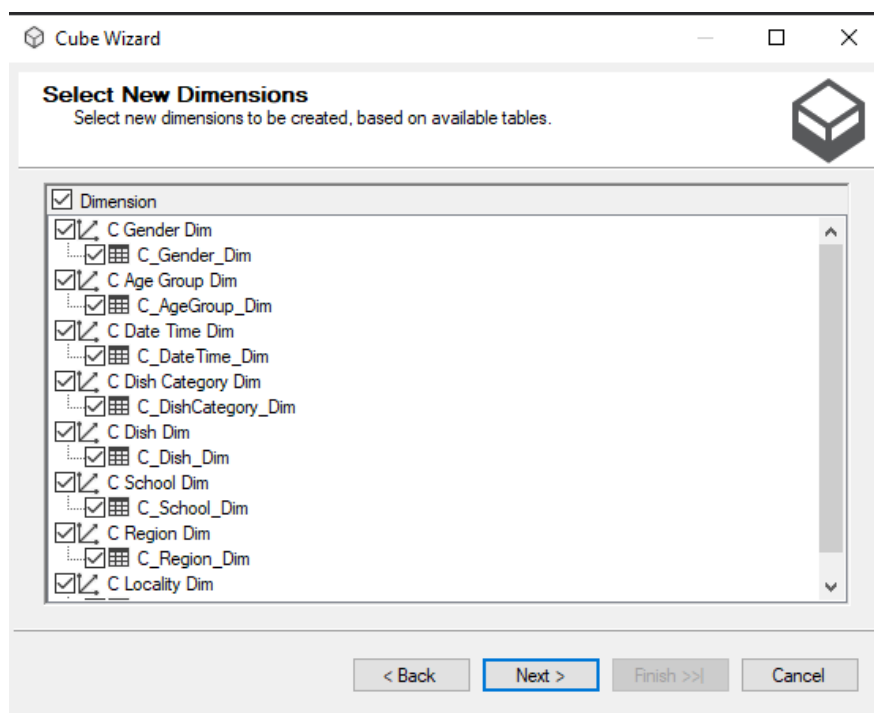 Cube Wizard
Select New Dimensions
Select new dimensions to be created, based on available tables.
Dimension
C Gender Dim
C_Gender_Dim
C Age Group Dim
C_AgeGroup_Dim
C Date Time Dim
C_DateTime_Dim
C Dish Category Dim
C_DishCategory_Dim
C Dish Dim
C_Dish_Dim
C School Dim
C_School_Dim
C Region Dim
C_Region_Dim
C Locality Dim
< Back Next > Finish >>| Cancel